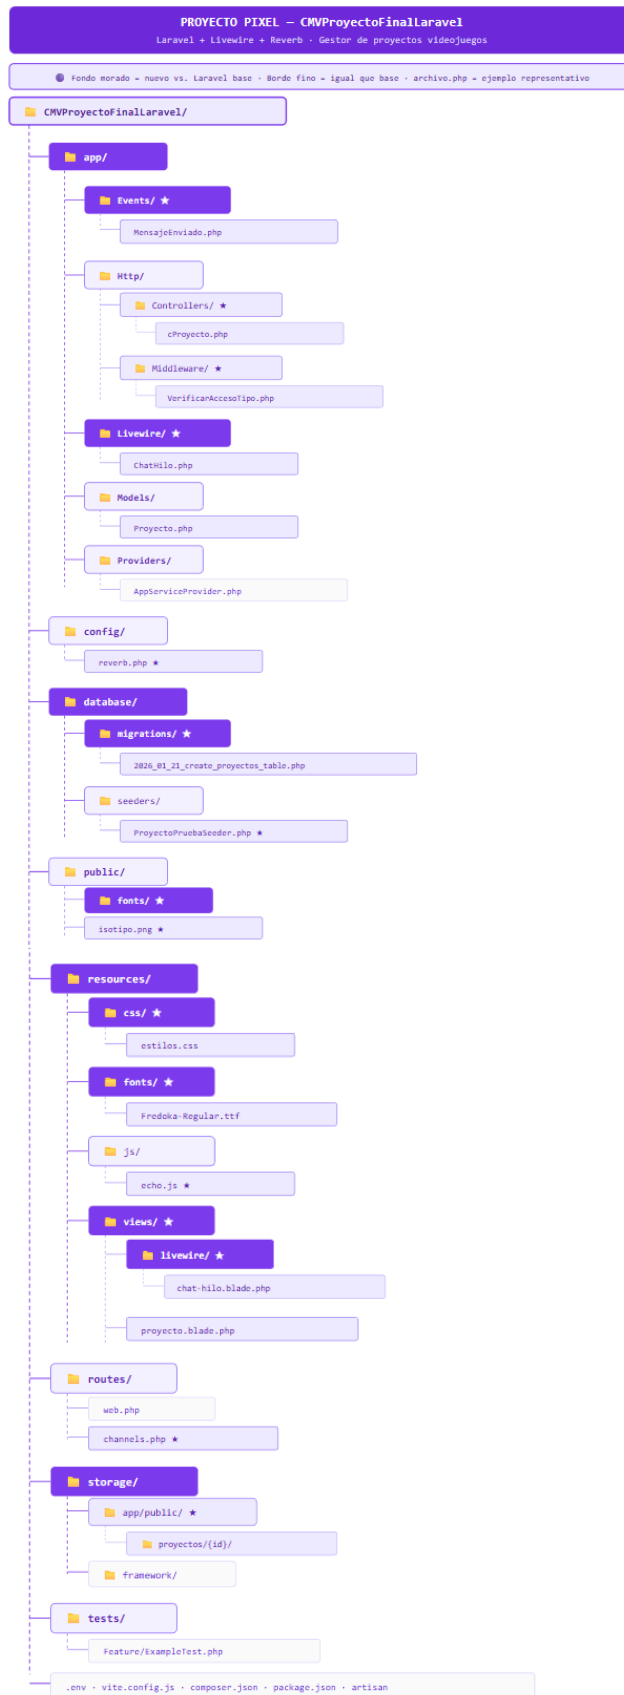 PROYECTO PIXEL — CMVProyectoFinalLaravel
Laravel + Livewire + Reverb · Gestor de proyectos videojuegos
Fondo morado = nuevo vs. Laravel base · Borde fino = igual que base · archivo.php = ejemplo representativo
CMVProyectoFinalLaravel/
app/
Events/ ★
MensajeEnviado.php
Http/
Controllers/ ★
cProyecto.php
Middleware/ ★
VerificarAccesoTipo.php
Livewire/ ★
ChatHilo.php
Models/
Proyecto.php
Providers/
AppServiceProvider.php
config/
reverb.php ★
database/
migrations/ ★
2026_01_21_create_proyectos_table.php
seeders/
ProyectoPruebaSeeder.php ★
public/
fonts/ ★
isotipo.png ★
resources/
css/ ★
estilos.css
fonts/ ★
Fredoka-Regular.ttf
js/
echo.js ★
views/ ★
livewire/ ★
chat-hilo.blade.php
proyecto.blade.php
routes/
web.php
channels.php ★
storage/
app/public/ ★
proyectos/{id}/
framework/
tests/
Feature/ExampleTest.php
.env · vite.config.js · composer.json · package.json · artisan